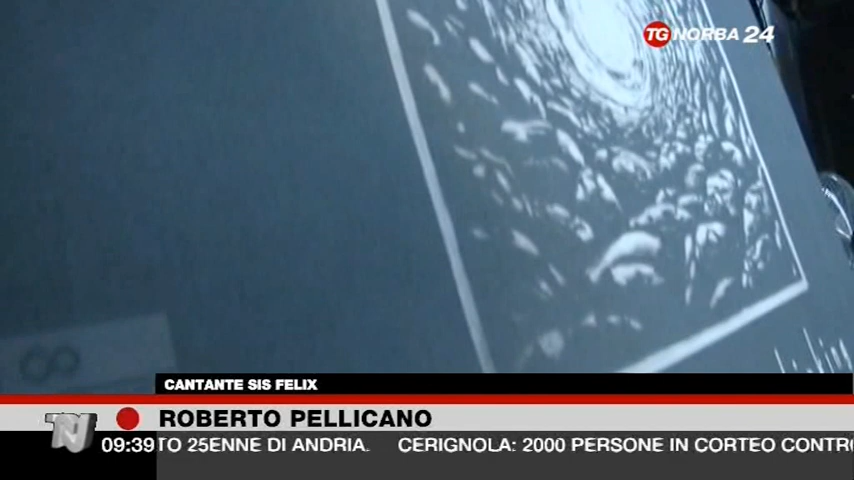 TG NORBA 24
CANTANTE SIS FELIX
ROBERTO PELLICANO
09:39 TO 25ENNE DI ANDRIA. CERIGNOLA: 2000 PERSONE IN CORTEO CONTR